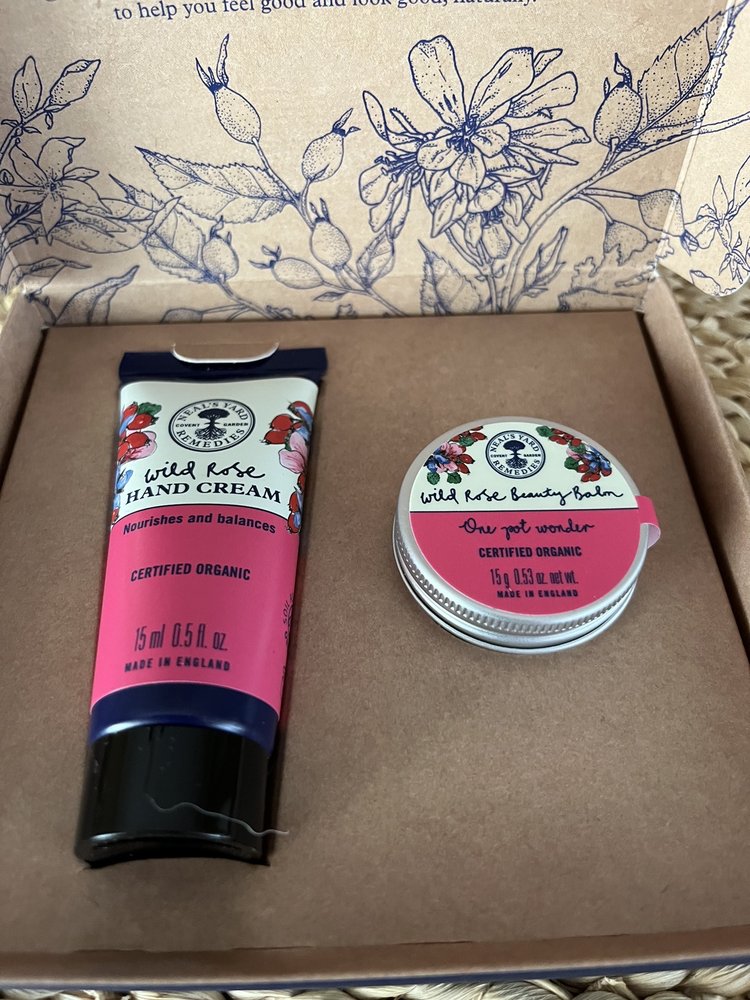 to help you feel good and look good, naturally.
NEAL'S YARD
COVENT GARDEN
REMEDIES
Wild Rose
HAND CREAM
Nourishes and balances
CERTIFIED ORGANIC
15 ml 0.5 fl. oz.
MADE IN ENGLAND
NEAL'S YARD
COVENT GARDEN
REMEDIES
Wild Rose Beauty Balm
One pot wonder
CERTIFIED ORGANIC
15 g 0.53 oz. net wt.
MADE IN ENGLAND